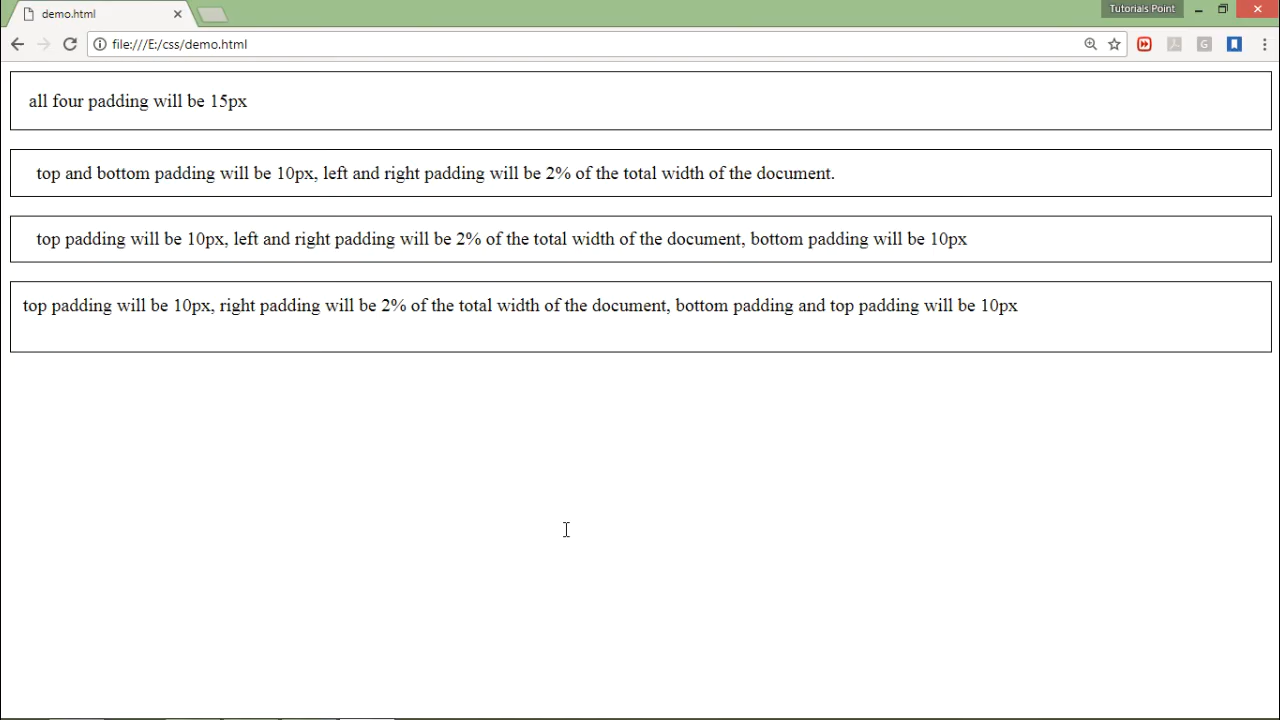 demo.html
Tutorials Point
file:///E:/css/demo.html
all four padding will be 15px
top and bottom padding will be 10px, left and right padding will be 2% of the total width of the document.
top padding will be 10px, left and right padding will be 2% of the total width of the document, bottom padding will be 10px
top padding will be 10px, right padding will be 2% of the total width of the document, bottom padding and top padding will be 10px